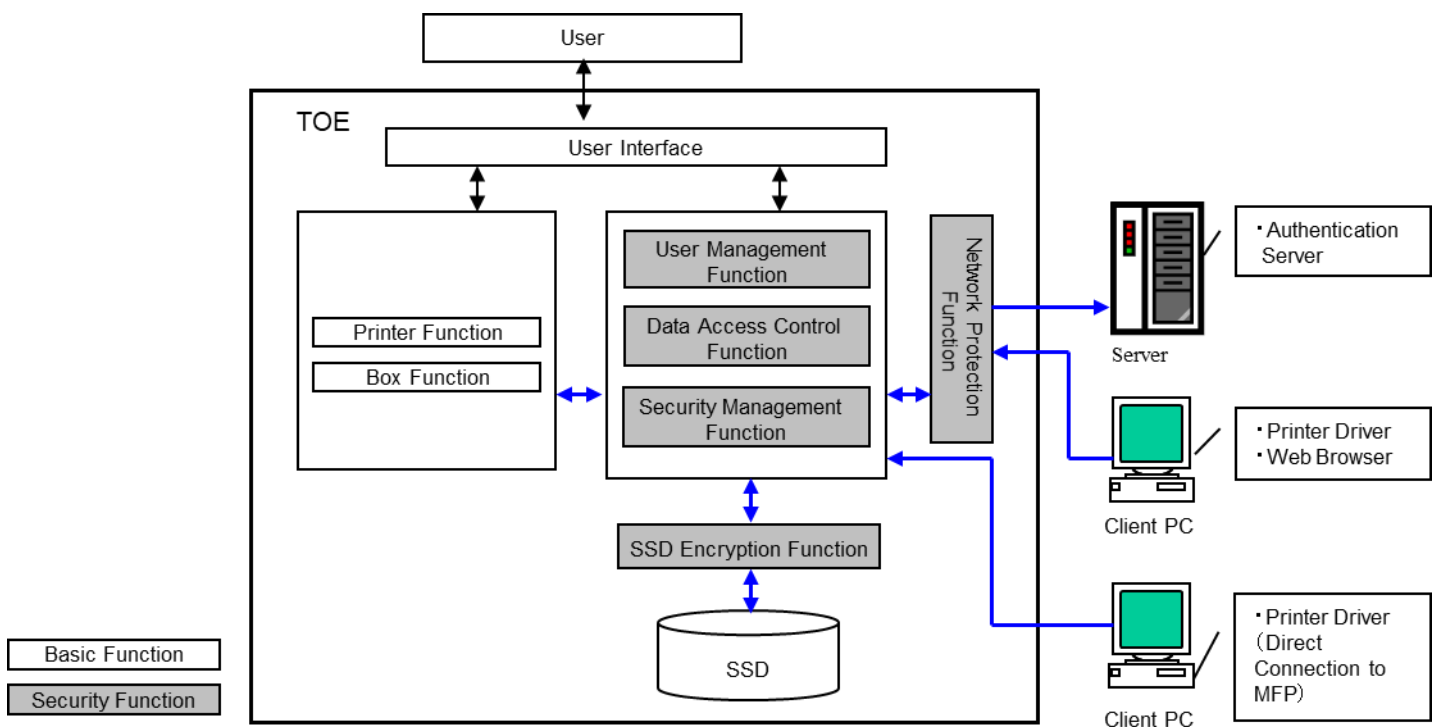 User
TOE
User Interface
User Management
Function
Data Access Control
Function
Security Management
Function
Printer Function
Box Function
Network Protection
Function
SSD Encryption Function
SSD
・Authentication
Server
Server
・Printer Driver
・Web Browser
Client PC
・Printer Driver
（Direct
Connection to
MFP）
Client PC
Basic Function
Security Function